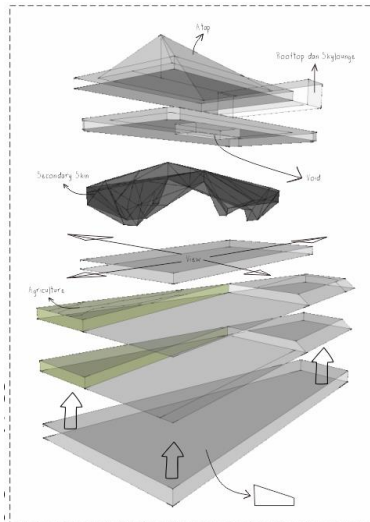 Atap
Rooftop dan Skylounge
Void
Secondary Skin
View
Agriculture